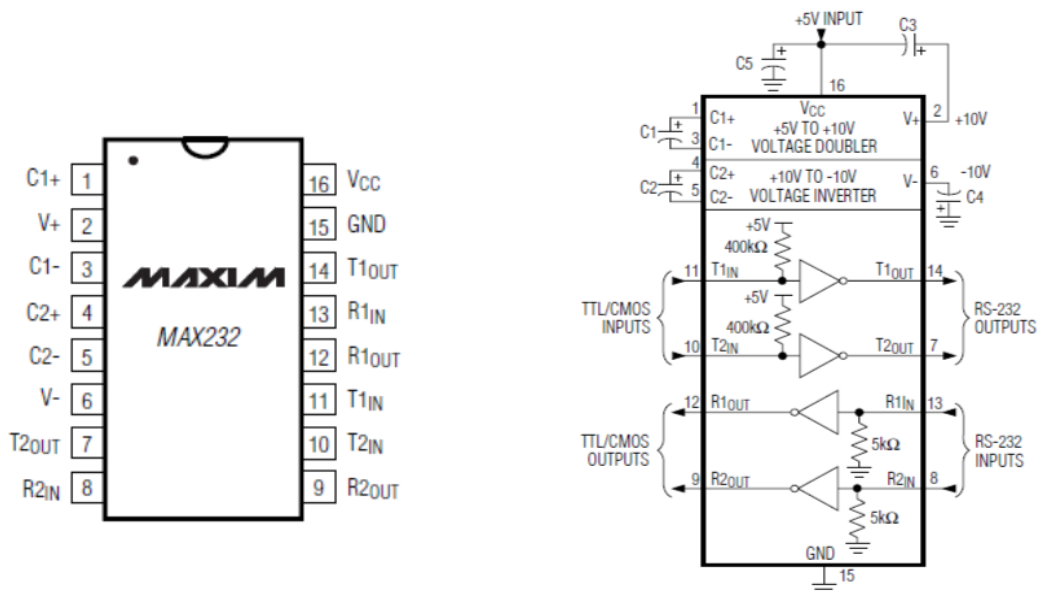 C1+ 1
V+ 2
C1- 3
C2+ 4
C2- 5
V- 6
T2OUT 7
R2IN 8
MAXIM
MAX232
16 VCC
15 GND
14 T1OUT
13 R1IN
12 R1OUT
11 T1IN
10 T2IN
9 R2OUT
+5V INPUT
C3
+
C5 +
+
16
VCC
1 C1+
C1 +
3 C1-
+5V TO +10V
VOLTAGE DOUBLER
V+ 2 +10V
4 C2+
C2 +
5 C2-
+10V TO -10V
VOLTAGE INVERTER
V- 6 -10V
C4
+
+5V
400kΩ
11 T1IN
T1OUT 14
TTL/CMOS
INPUTS
+5V
400kΩ
RS-232
OUTPUTS
10 T2IN
T2OUT 7
12 R1OUT
R1IN 13
TTL/CMOS
OUTPUTS
5kΩ
RS-232
INPUTS
9 R2OUT
R2IN 8
5kΩ
GND
15